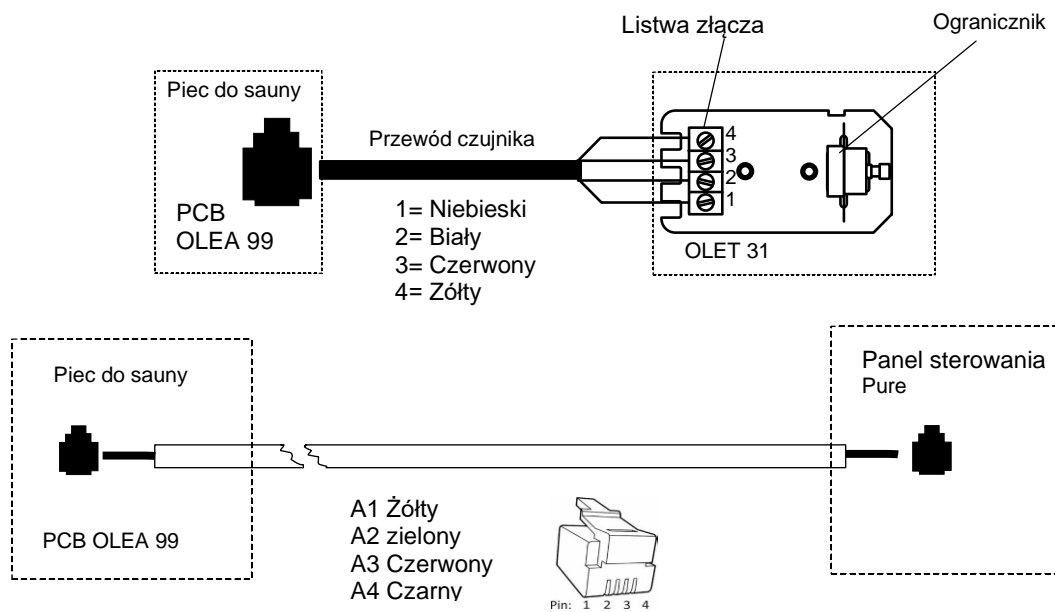 Listwa złącza
Ogranicznik
Piec do sauny
Przewód czujnika
PCB
OLEA 99
1= Niebieski
2= Biały
3= Czerwony
4= Zółty
4
3
2
1
OLET 31
Piec do sauny
Panel sterowania
Pure
PCB OLEA 99
A1 Żółty
A2 zielony
A3 Czerwony
A4 Czarny
Pin: 1 2 3 4